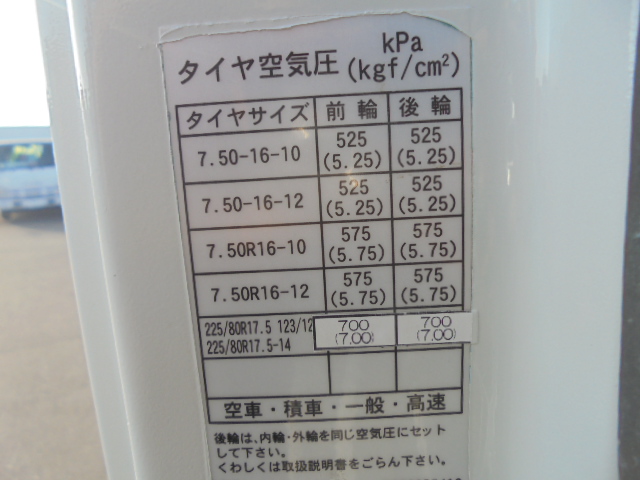 タイヤ空気圧 kPa (kgf/cm²)
タイヤサイズ 前輪 後輪
7.50-16-10 525 (5.25) 525 (5.25)
7.50-16-12 525 (5.25) 525 (5.25)
7.50R16-10 575 (5.75) 575 (5.75)
7.50R16-12 575 (5.75) 575 (5.75)
225/80R17.5 123/12 700 (7.00) 700 (7.00)
225/80R17.5-14
空車・積車・一般・高速
後輪は、内輪・外輪を同じ空気圧にセット
して下さい。
くわしくは取扱説明書をごらん下さい。